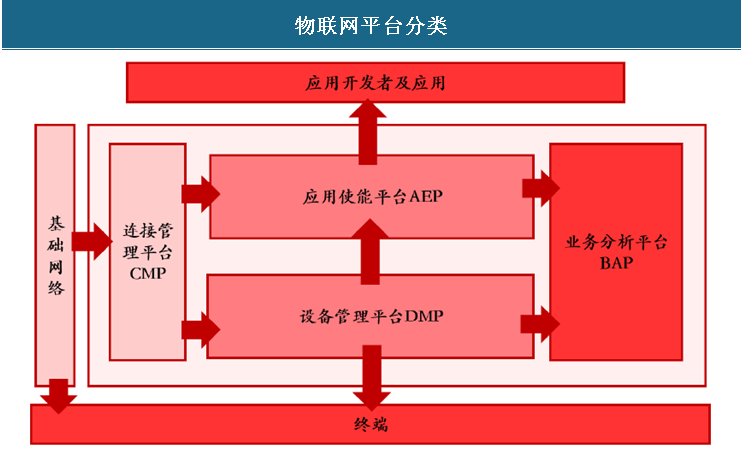 物联网平台分类
应用开发者及应用
基
础
网
络
连接管
理平台
CMP
应用使能平台AEP
设备管理平台DMP
业务分析平台
BAP
终端